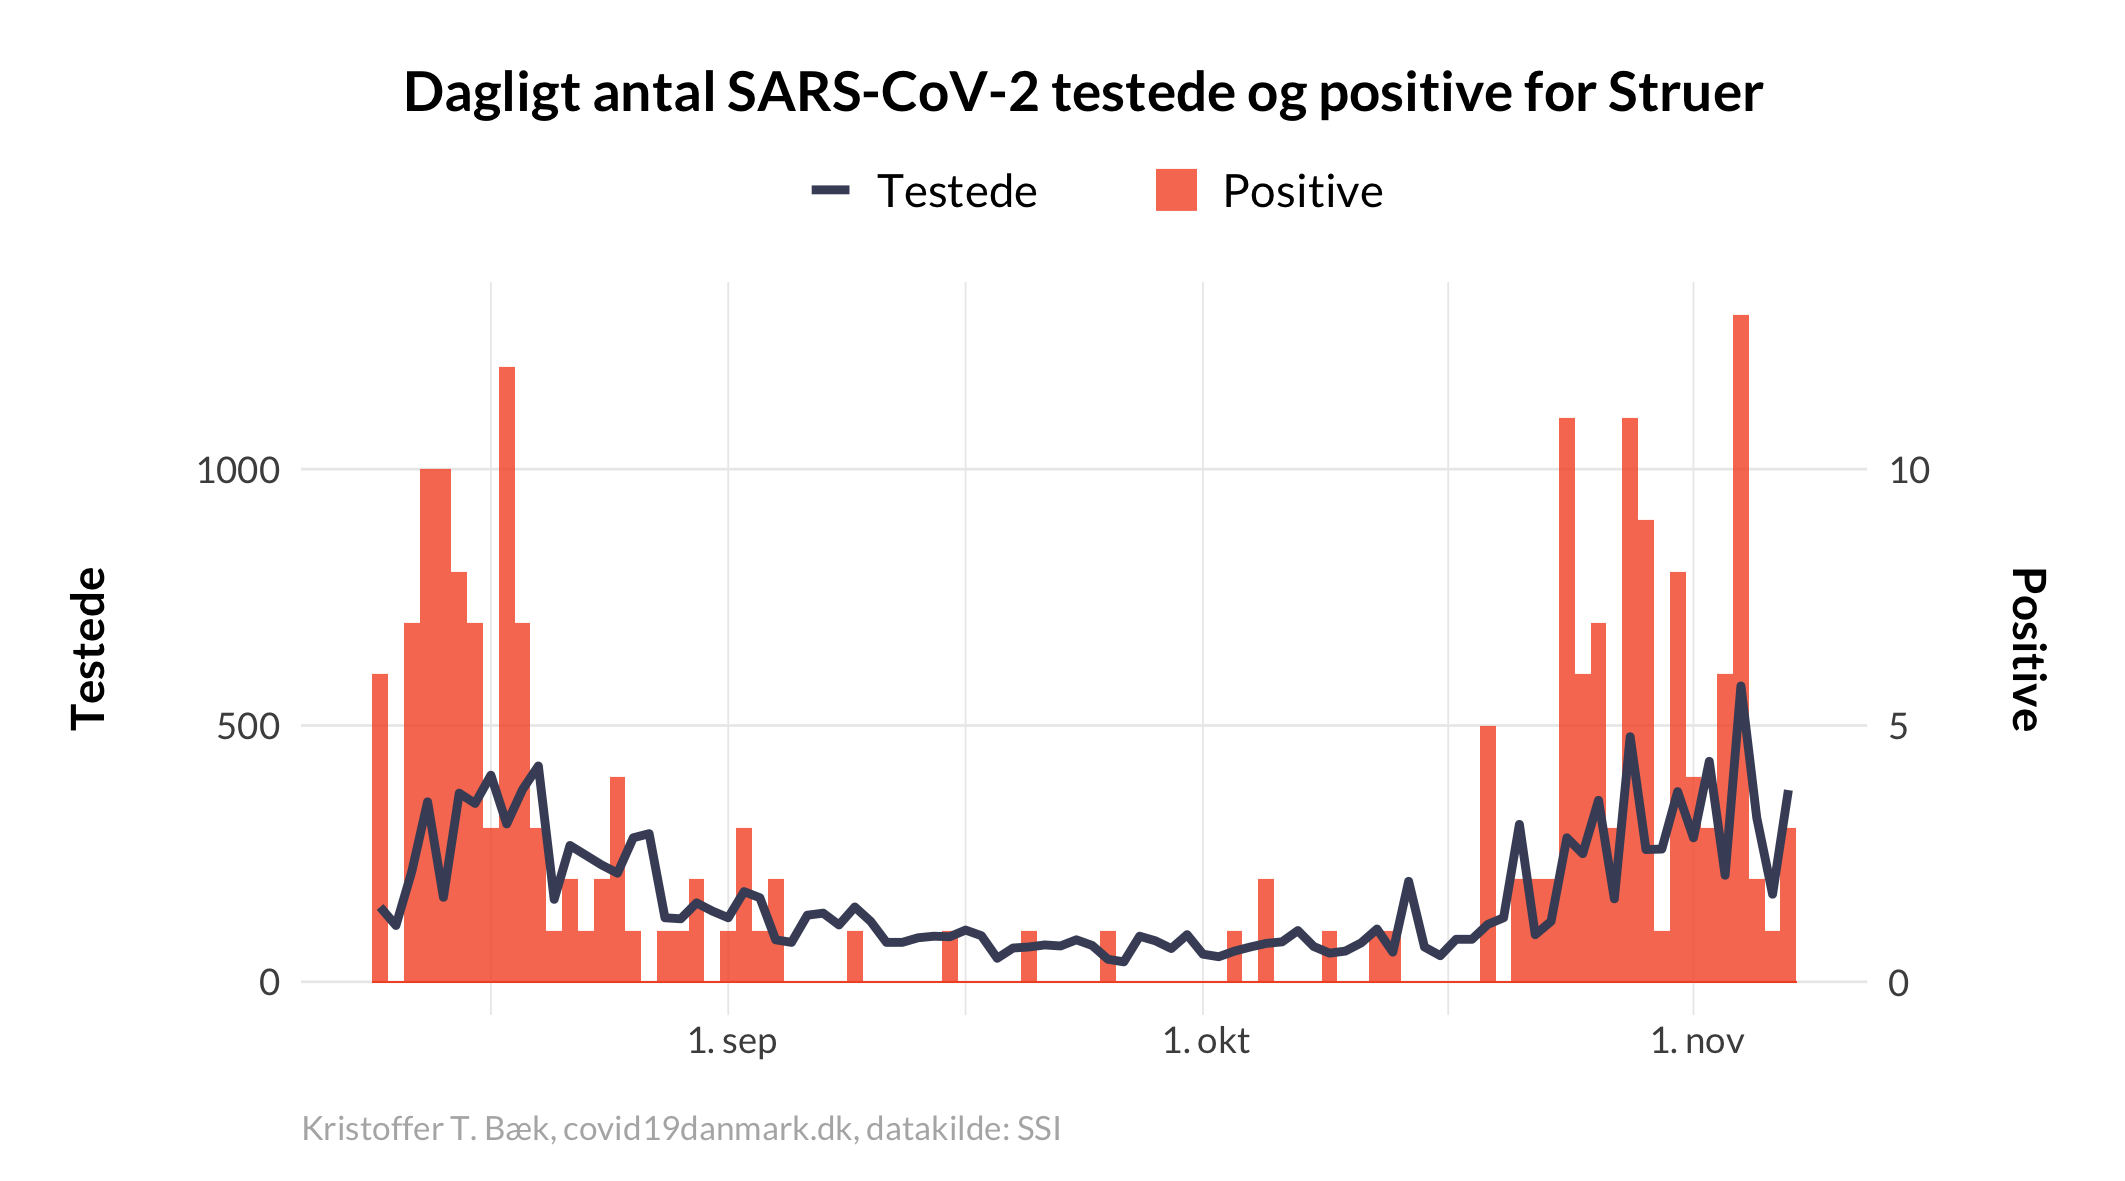 Dagligt antal SARS-CoV-2 testede og positive for Struer
Testede
Positive
1000
500
0
Testede
10
5
0
Positive
1. sep
1. okt
1. nov
Kristoffer T. Bæk, covid19danmark.dk, datakilde: SSI